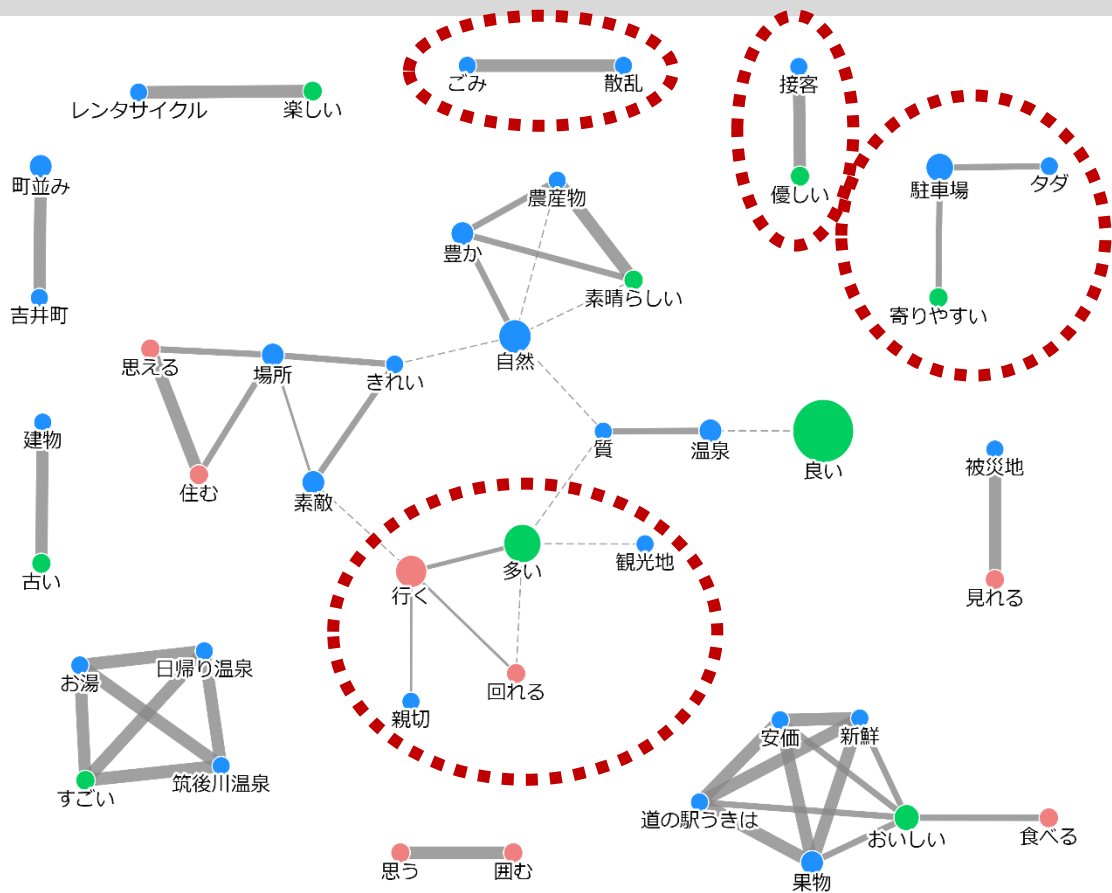 ごみ
散乱
接客
レンタサイクル
楽しい
町並み
農産物
駐車場
タダ
優しい
豊か
素晴らしい
吉井町
寄りやすい
思える
場所
きれい
自然
建物
質
温泉
良い
被災地
住む
素敵
古い
行く
多い
観光地
見れる
お湯
日帰り温泉
回れる
親切
安価
新鮮
すごい
筑後川温泉
道の駅うきは
おいしい
食べる
思う
囲む
果物